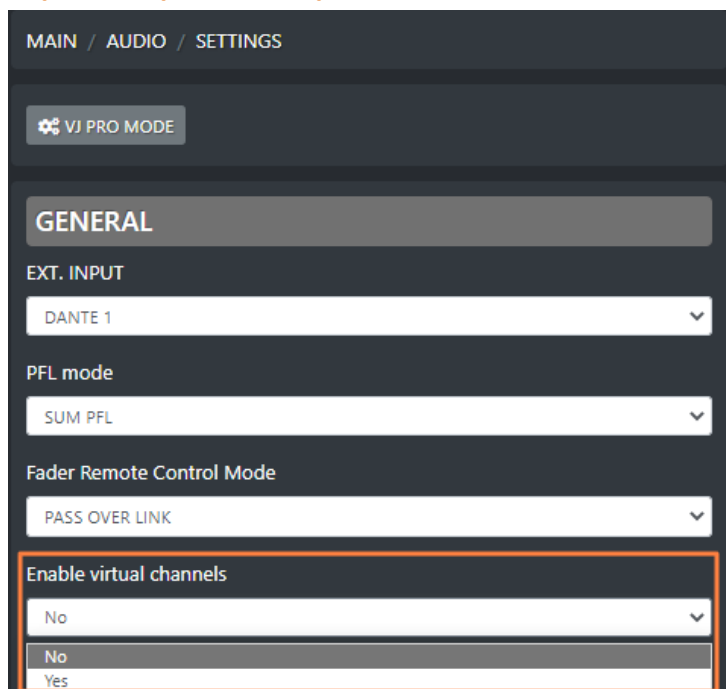 MAIN / AUDIO / SETTINGS
VJ PRO MODE
GENERAL
EXT. INPUT
DANTE 1
PFL mode
SUM PFL
Fader Remote Control Mode
PASS OVER LINK
Enable virtual channels
No
No
Yes